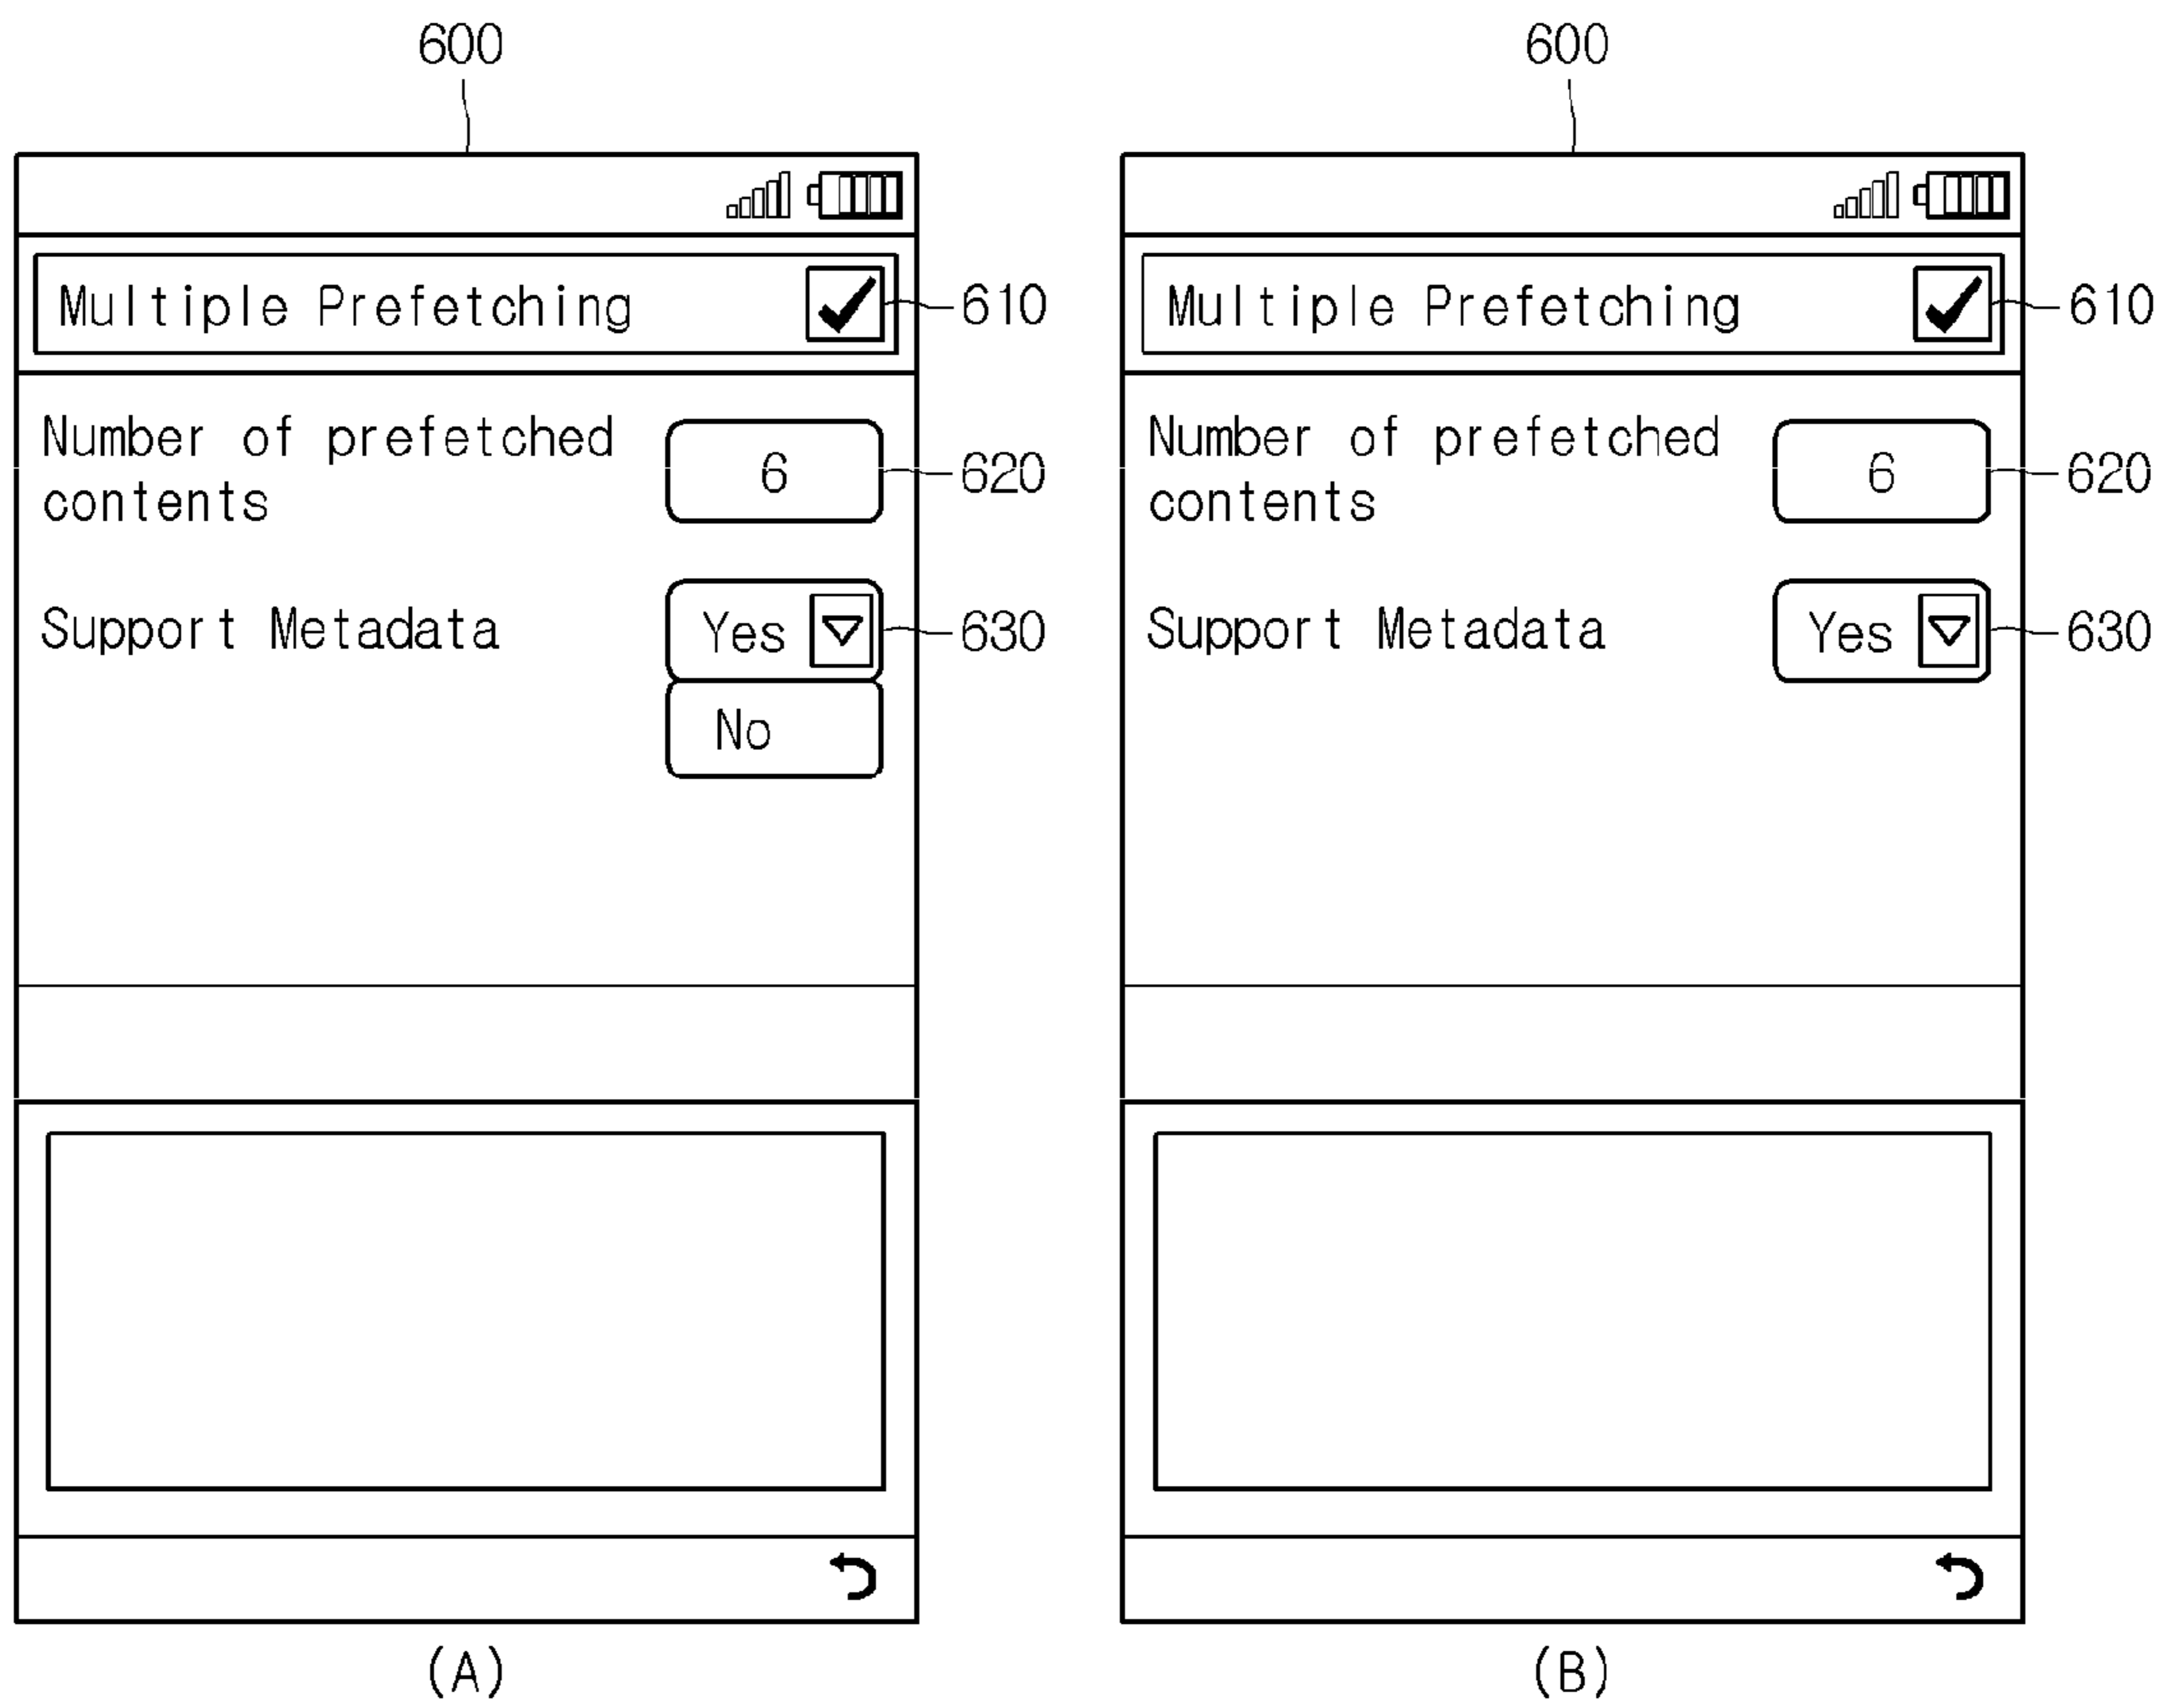 600
Multiple Prefetching
610
Number of prefetched
contents
6
620
Support Metadata
Yes
630
No
(A)
600
Multiple Prefetching
610
Number of prefetched
contents
6
620
Support Metadata
Yes
630
(B)